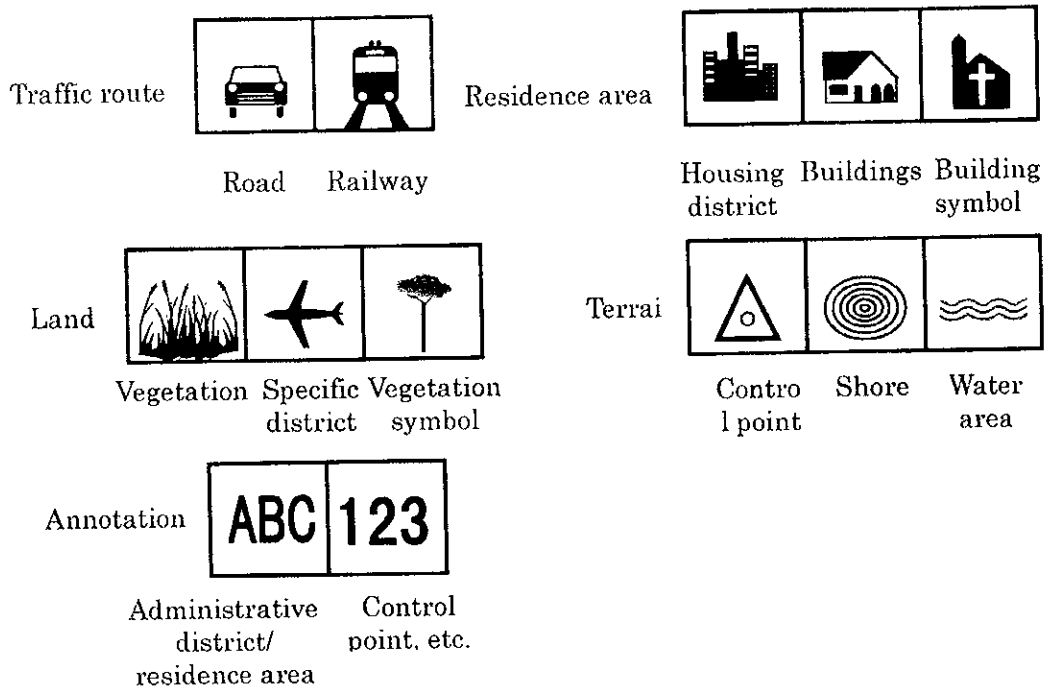 Traffic route
Road Railway
Residence area
Housing Buildings Building
district symbol
Land
Vegetation Specific Vegetation
district symbol
Terrai
Contro Shore Water
l point area
Annotation
ABC 123
Administrative Control
district/ point, etc.
residence area